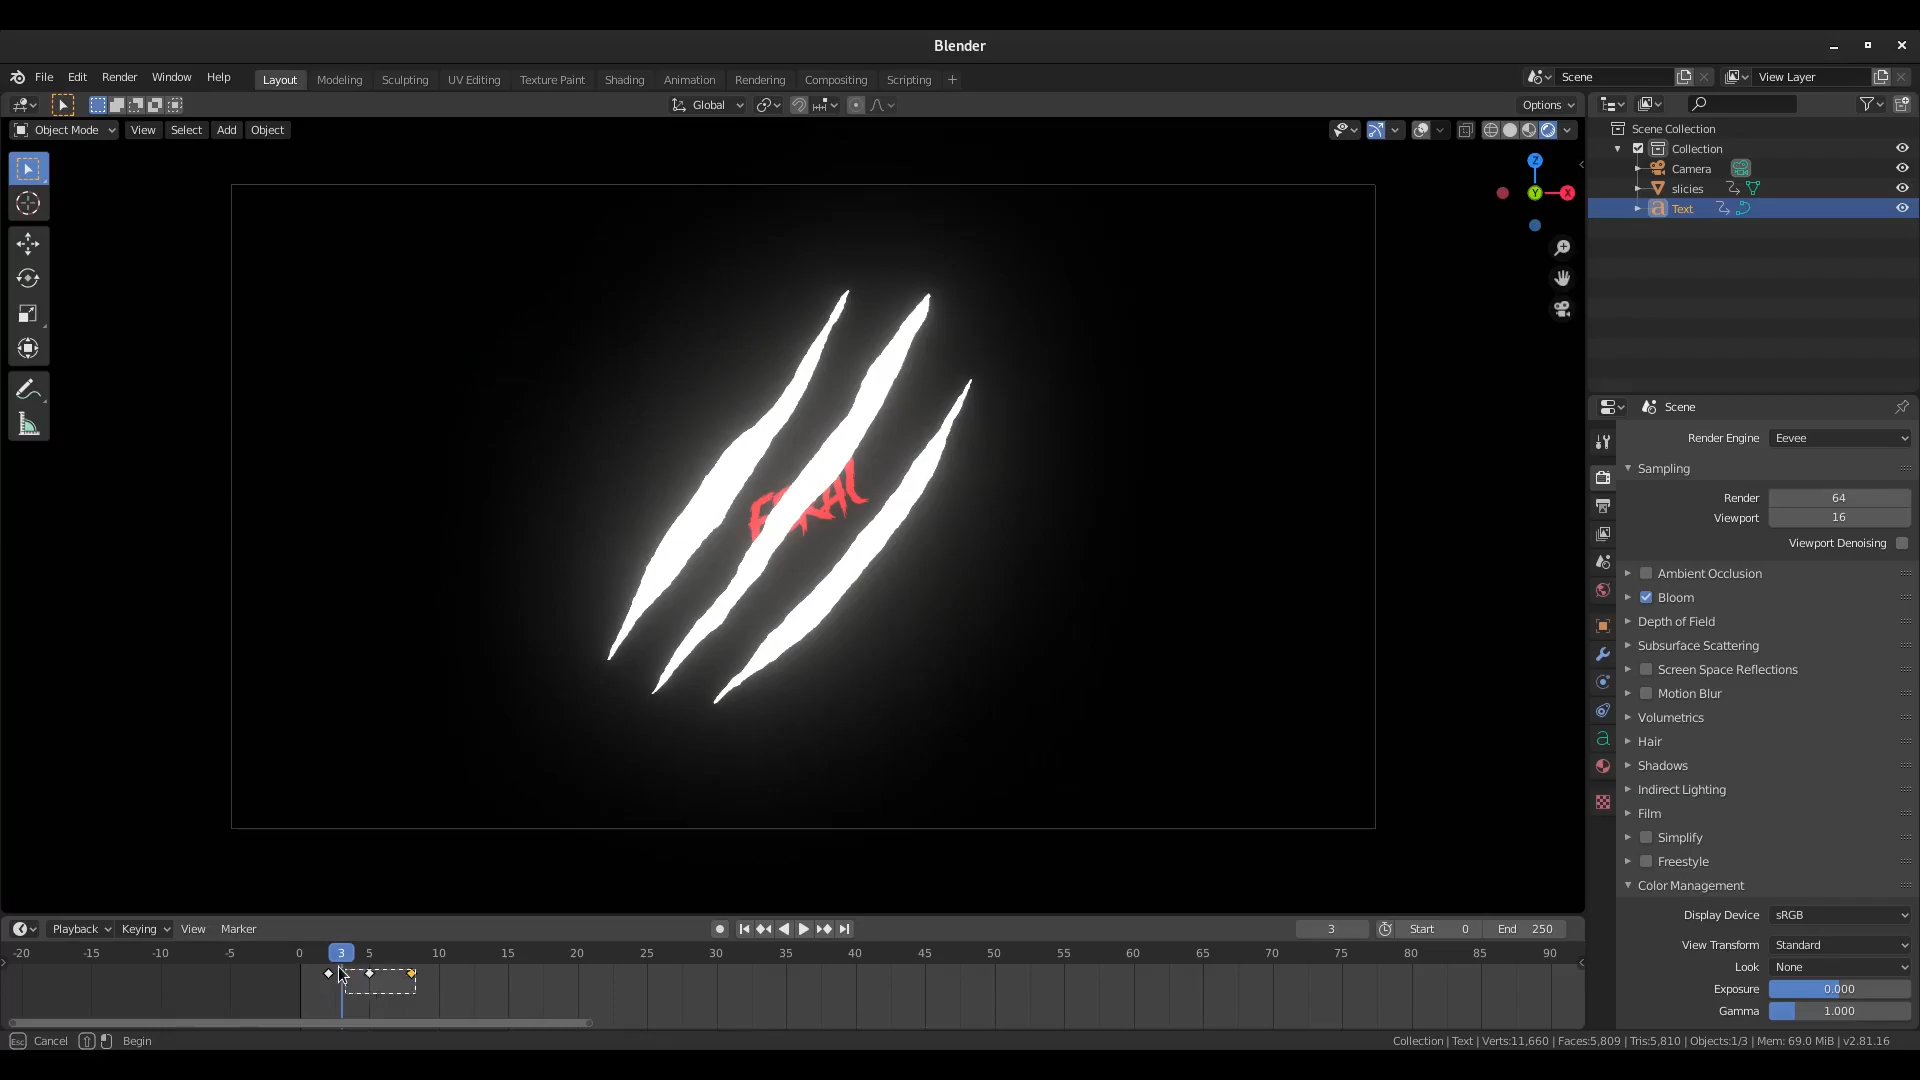 Blender
File Edit Render Window Help Layout Modeling Sculpting UV Editing Texture Paint Shading Animation Rendering Compositing Scripting + Scene View Layer
Global Options
Object Mode View Select Add Object
Scene Collection
Collection
Camera
slicies
Text
Z
Y X
Scene
Render Engine Eevee
Sampling
Render 64
Viewport 16
Viewport Denoising
Ambient Occlusion
Bloom
Depth of Field
Subsurface Scattering
Screen Space Reflections
Motion Blur
Volumetrics
Hair
Shadows
Indirect Lighting
Film
Simplify
Freestyle
Color Management
Display Device sRGB
View Transform Standard
Look None
Exposure 0.000
Gamma 1.000
Playback Keying View Marker 3 Start 0 End 250
-20 -15 -10 -5 0 3 5 10 15 20 25 30 35 40 45 50 55 60 65 70 75 80 85 90
Esc Cancel Begin Collection | Text | Verts:11,660 | Faces:5,809 | Tris:5,810 | Objects:1/3 | Mem: 69.0 MiB | v2.81.16